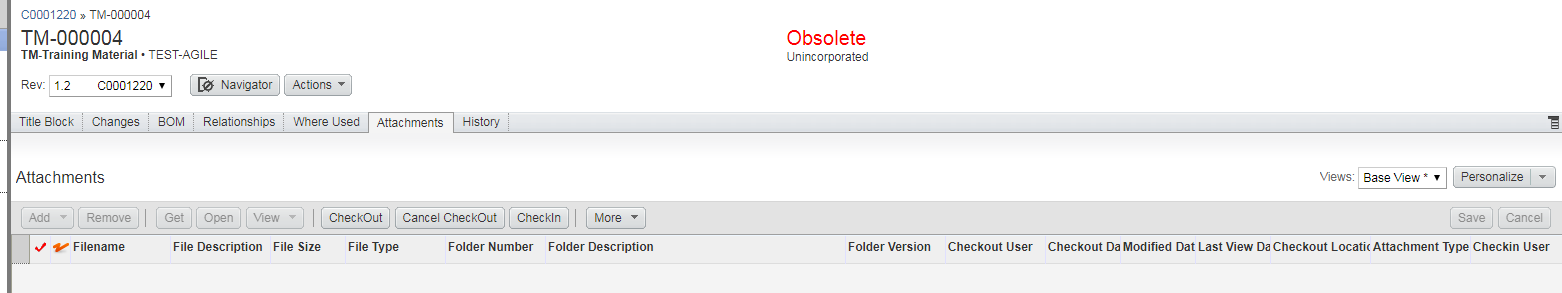 C0001220 » TM-000004
TM-000004
TM-Training Material • TEST-AGILE
Obsolete
Unincorporated
Rev: 1.2 C0001220
Navigator Actions
Title Block Changes BOM Relationships Where Used Attachments History
Attachments
Views: Base View * Personalize
Add Remove Get Open View CheckOut Cancel CheckOut CheckIn More Save Cancel
Filename File Description File Size File Type Folder Number Folder Description Folder Version Checkout User Checkout Da Modified Dat Last View Da Checkout Locatic Attachment Type Checkin User